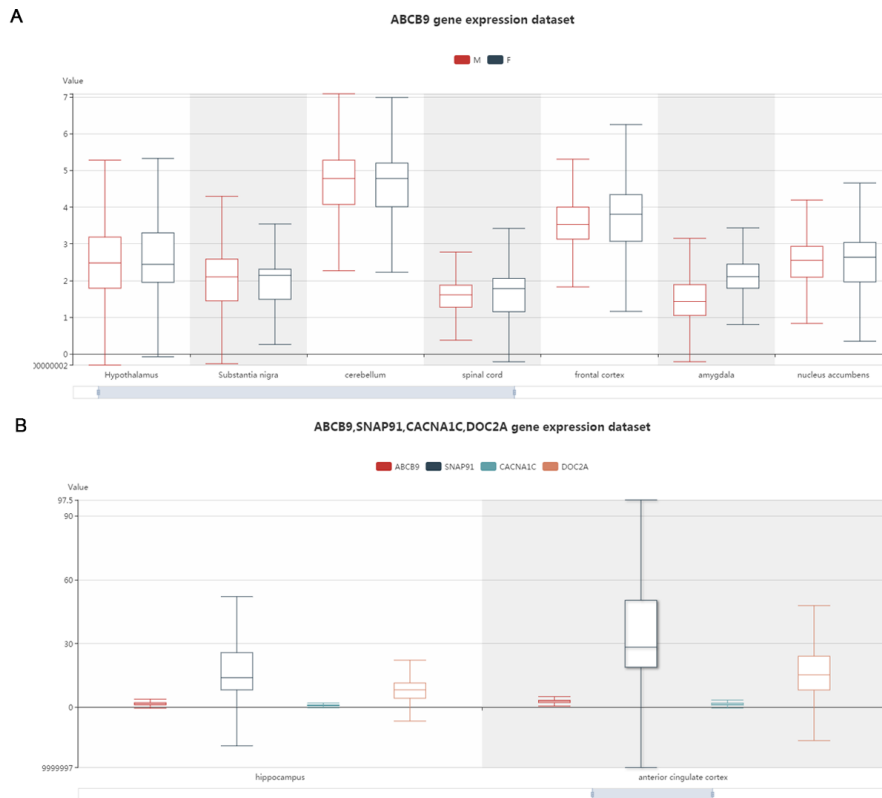 A
ABCB9 gene expression dataset
M F
Value
7
6
5
4
3
2
1
0
00000002
Hypothalamus Substantia nigra cerebellum spinal cord frontal cortex amygdala nucleus accumbens
B
ABCB9,SNAP91,CACNA1C,DOC2A gene expression dataset
ABCB9 SNAP91 CACNA1C DOC2A
Value
97.5
90
60
30
0
9999997
hippocampus anterior cingulate cortex